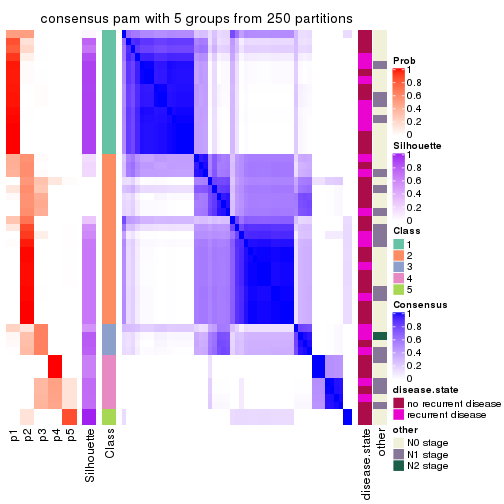 consensus pam with 5 groups from 250 partitions
Prob
1
0.8
0.6
0.4
0.2
0
Silhouette
1
0.8
0.6
0.4
0.2
0
Class
1
2
3
4
5
Consensus
1
0.8
0.6
0.4
0.2
0
disease.state
no recurrent disease
recurrent disease
other
N0 stage
N1 stage
N2 stage
p1
p2
p3
p4
p5
Silhouette
Class
disease.state
other